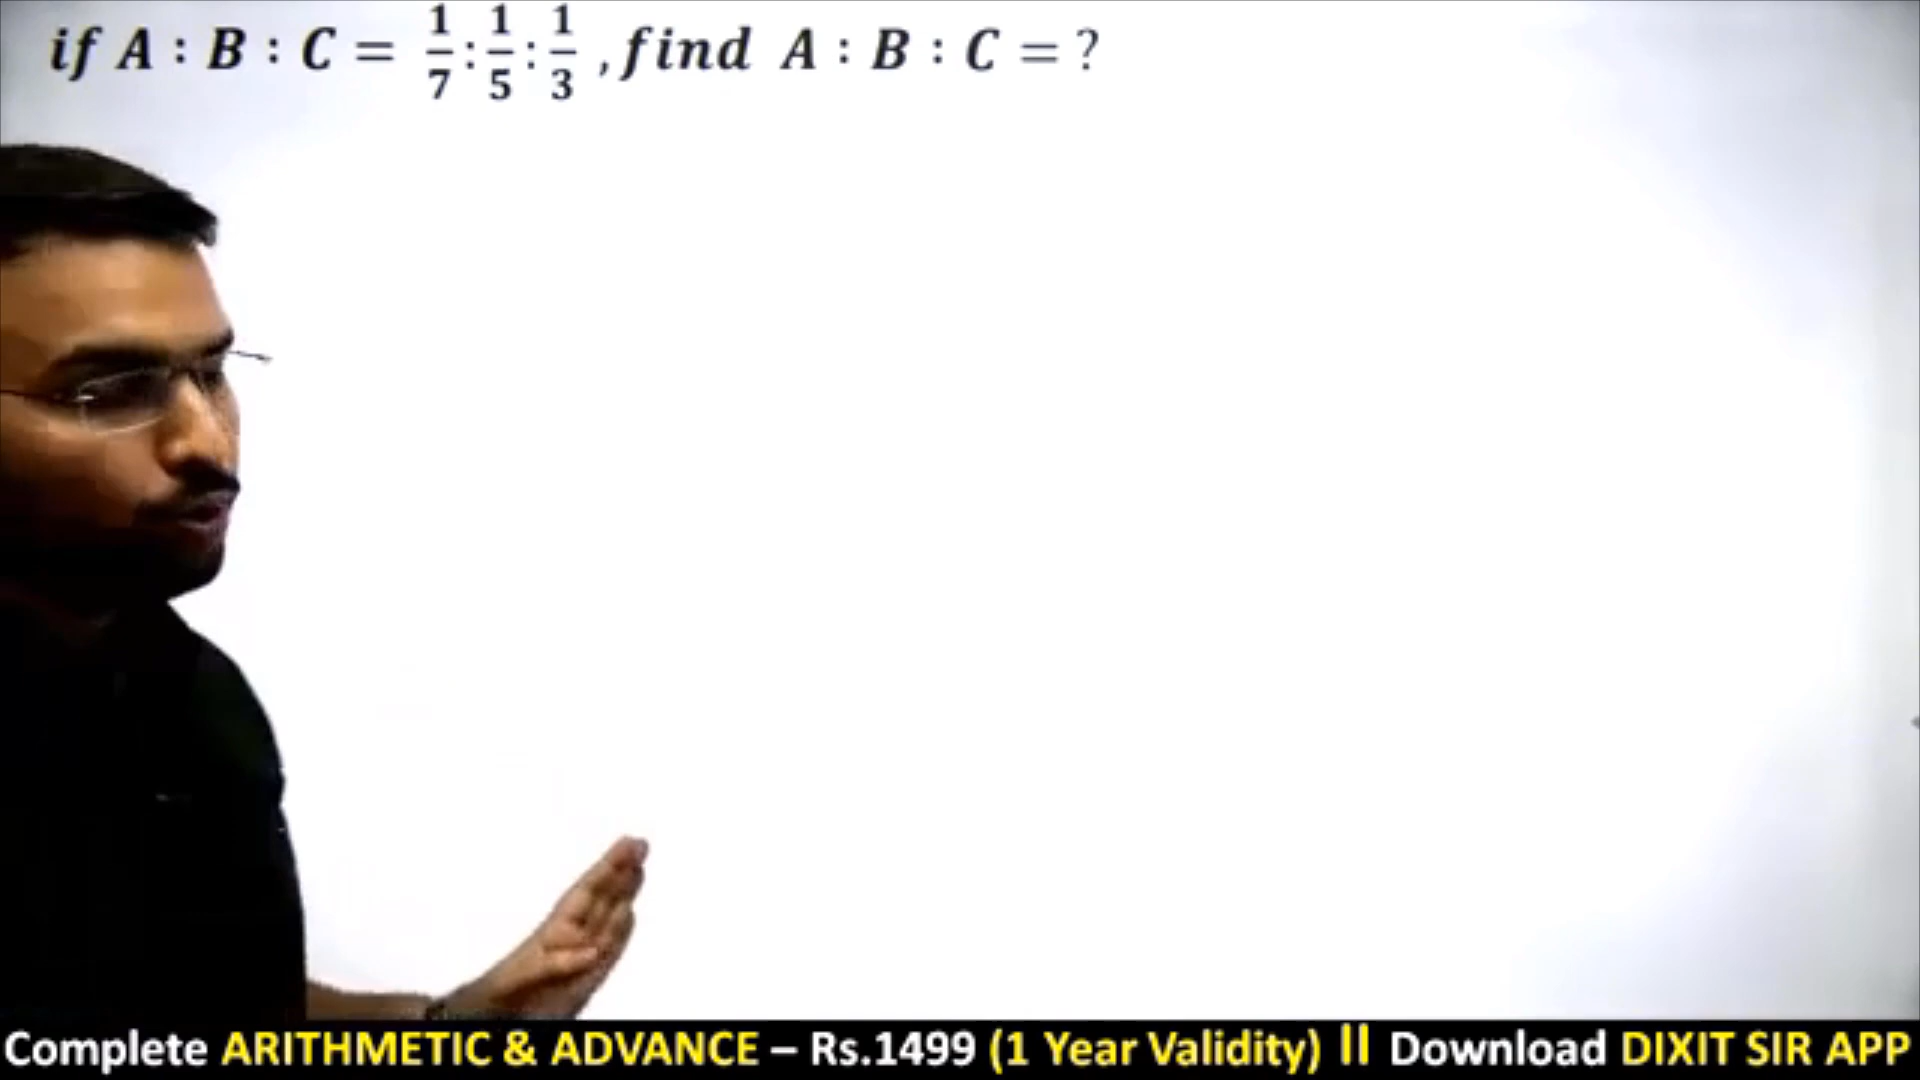 if A : B : C = 1/7 : 1/5 : 1/3 , find A : B : C = ?
Complete ARITHMETIC & ADVANCE – Rs.1499 (1 Year Validity) || Download DIXIT SIR APP